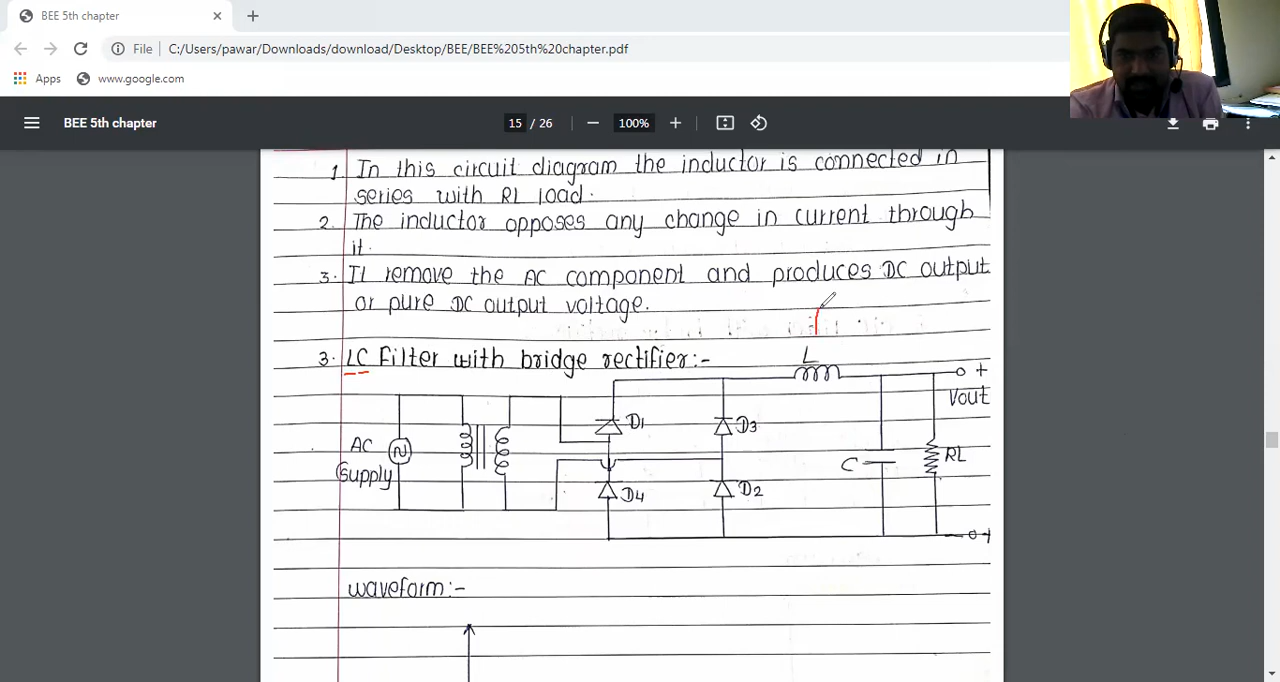 BEE 5th chapter
File C:/Users/pawar/Downloads/download/Desktop/BEE/BEE%205th%20chapter.pdf
Apps www.google.com
BEE 5th chapter 15 / 26 100%
1. In this circuit diagram the inductor is connected in
series with RL load.
2. The inductor opposes any change in current through
it.
3. It remove the AC component and produces DC output
or pure DC output voltage.
3. LC Filter with bridge rectifier:-
L
+
Vout
D1
D3
AC
Supply
C
RL
D4
D2
waveform:-